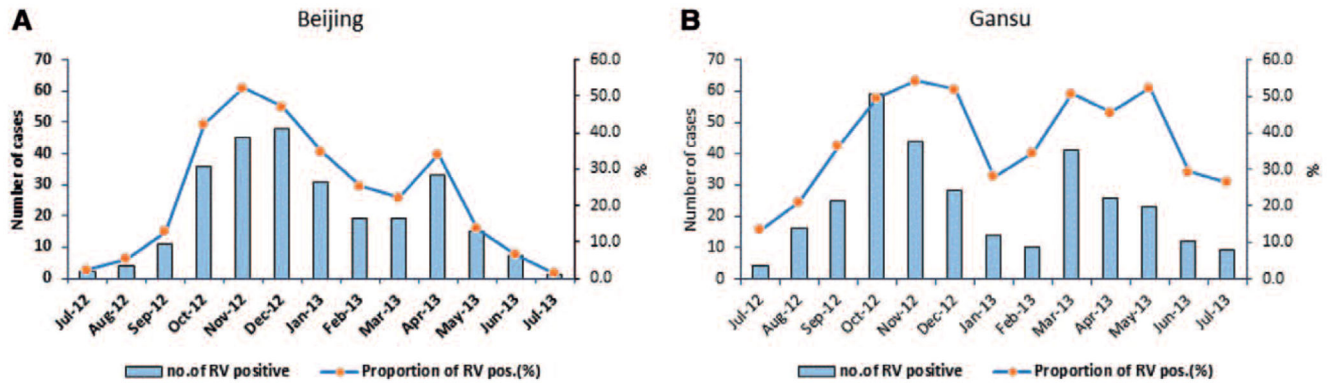 A
Beijing
Number of cases
70
60
50
40
30
20
10
0
60.0
50.0
40.0
30.0
20.0
10.0
0.0
%
Jul-12
Aug-12
Sep-12
Oct-12
Nov-12
Dec-12
Jan-13
Feb-13
Mar-13
Apr-13
May-13
Jun-13
Jul-13
no.of RV positive
Proportion of RV pos.(%)
B
Gansu
Number of cases
70
60
50
40
30
20
10
0
60.0
50.0
40.0
30.0
20.0
10.0
0.0
%
Jul-12
Aug-12
Sep-12
Oct-12
Nov-12
Dec-12
Jan-13
Feb-13
Mar-13
Apr-13
May-13
Jun-13
Jul-13
no.of RV positive
Proportion of RV pos.(%)